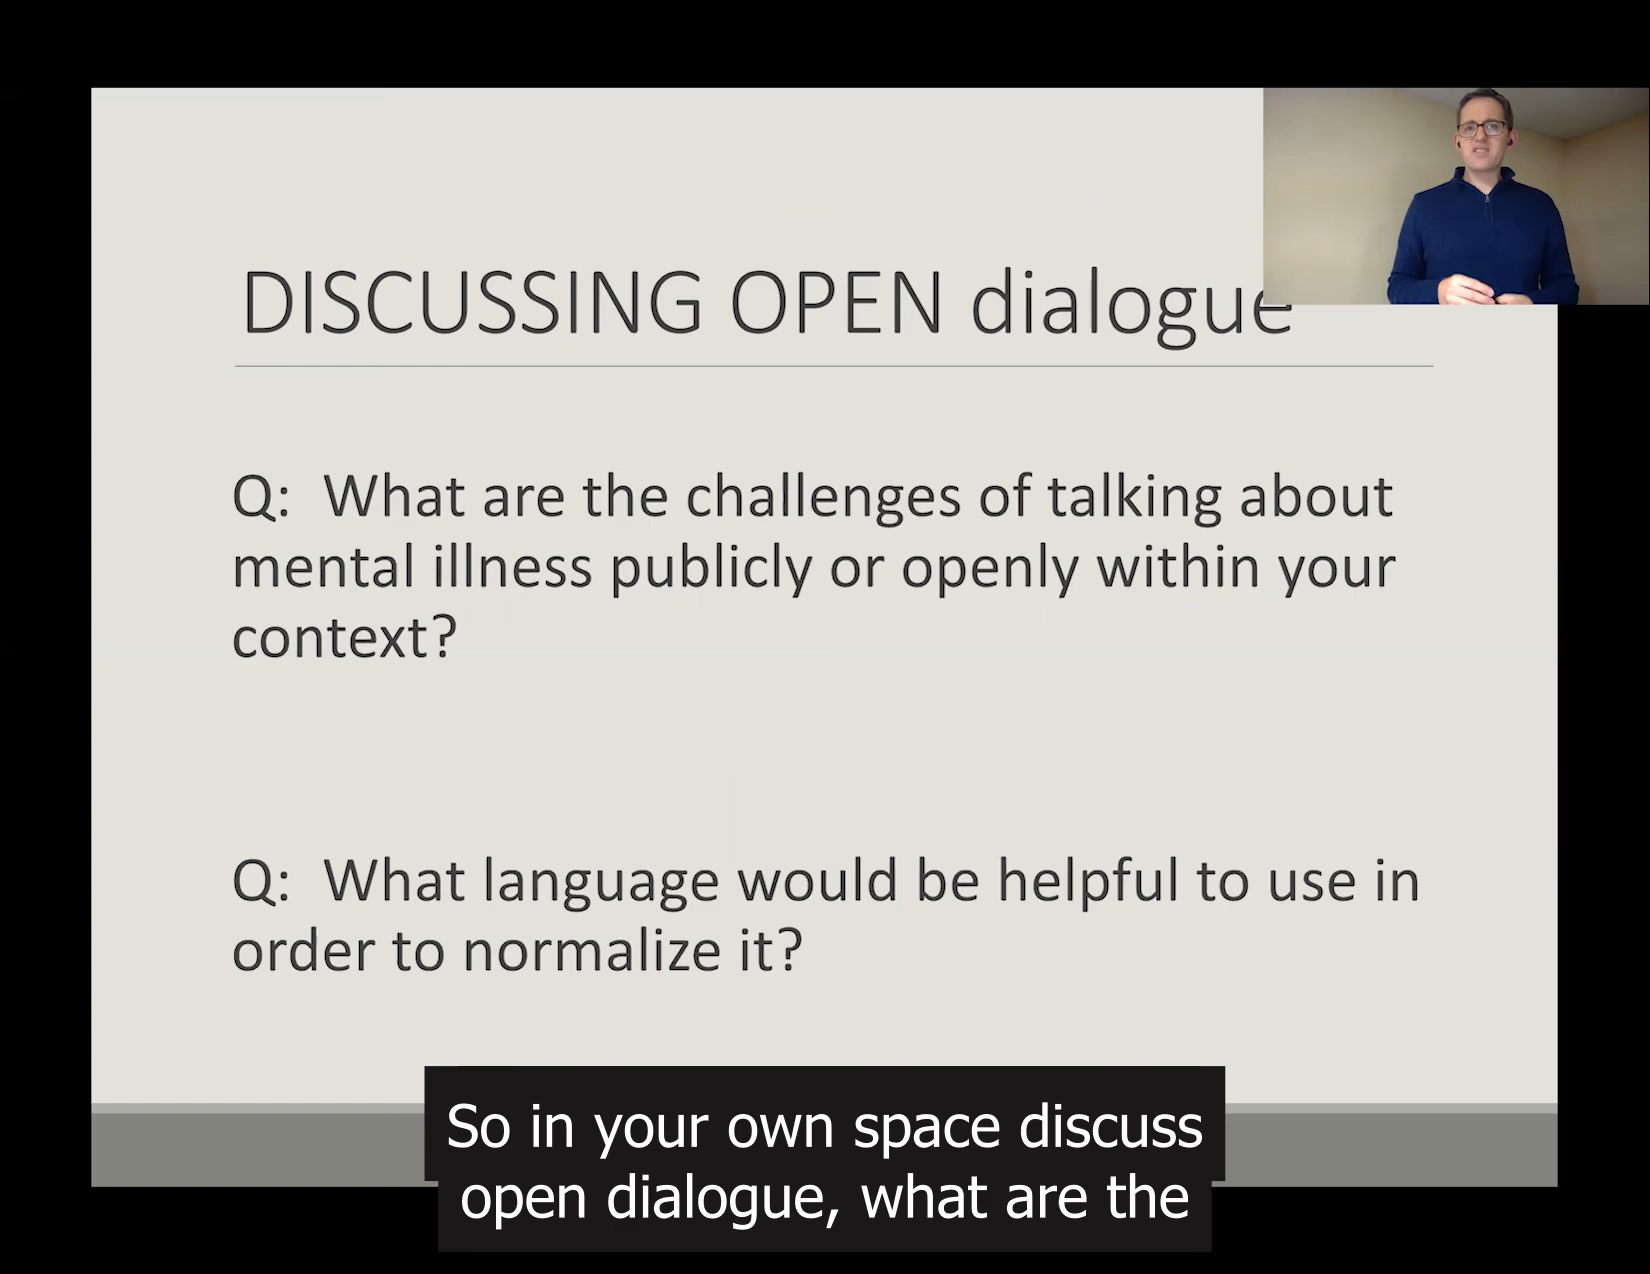 DISCUSSING OPEN dialogue
Q: What are the challenges of talking about
mental illness publicly or openly within your
context?
Q: What language would be helpful to use in
order to normalize it?
So in your own space discuss
open dialogue, what are the